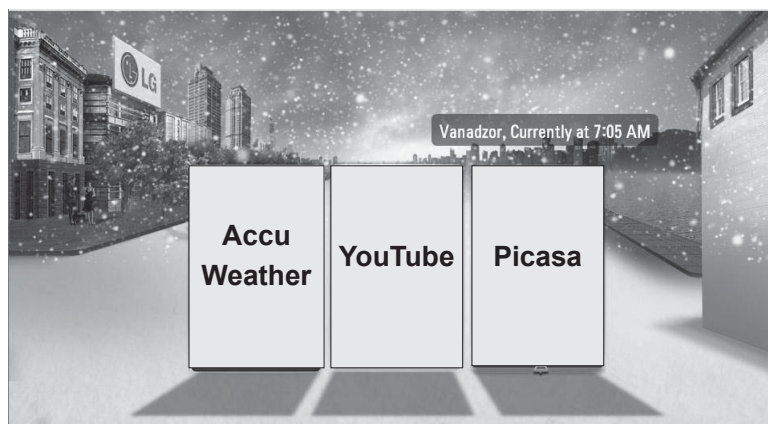 LG
Vanadzor, Currently at 7:05 AM
Accu
Weather
YouTube
Picasa